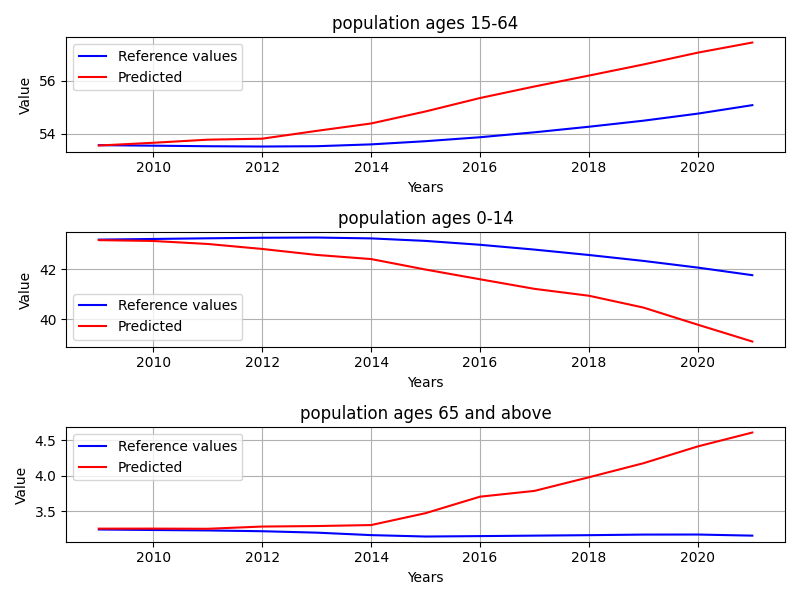 population ages 15-64
Reference values
Predicted
56
54
Value
2010 2012 2014 2016 2018 2020
Years
population ages 0-14
42
40
Value
Reference values
Predicted
2010 2012 2014 2016 2018 2020
Years
population ages 65 and above
Reference values
Predicted
4.5
4.0
3.5
Value
2010 2012 2014 2016 2018 2020
Years